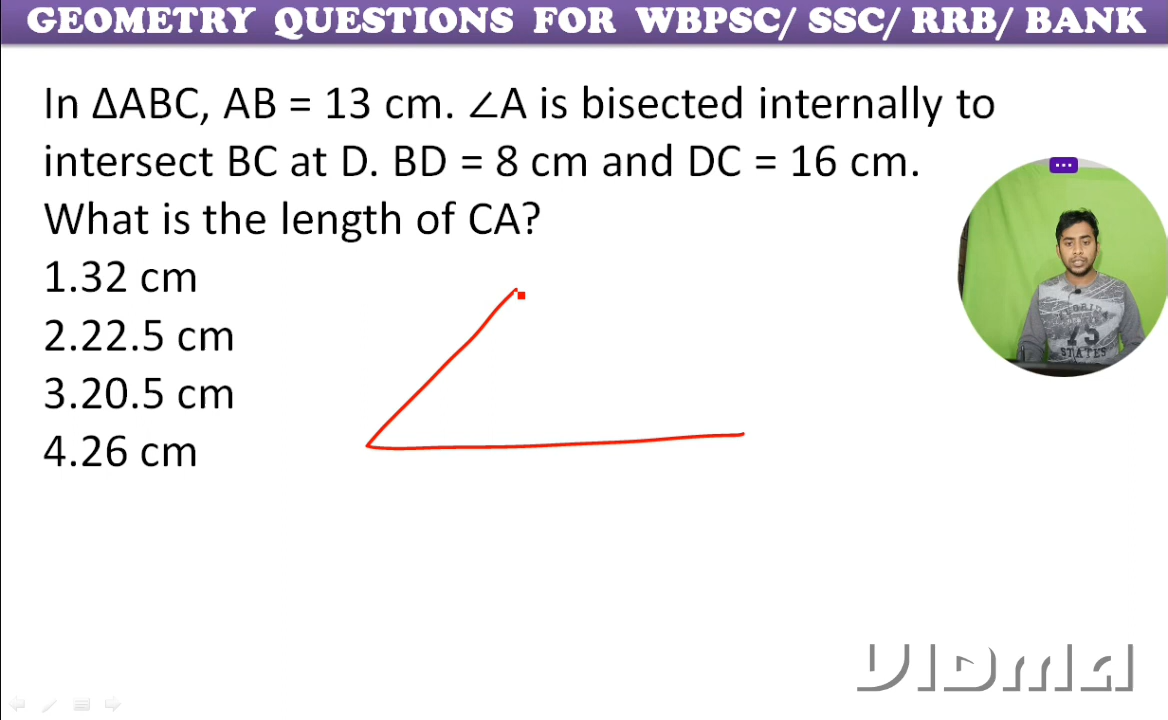 GEOMETRY QUESTIONS FOR WBPSC/ SSC/ RRB/ BANK
In ΔABC, AB = 13 cm. ∠A is bisected internally to
intersect BC at D. BD = 8 cm and DC = 16 cm.
What is the length of CA?
1.32 cm
2.22.5 cm
3.20.5 cm
4.26 cm
75
STATES
VIDMA